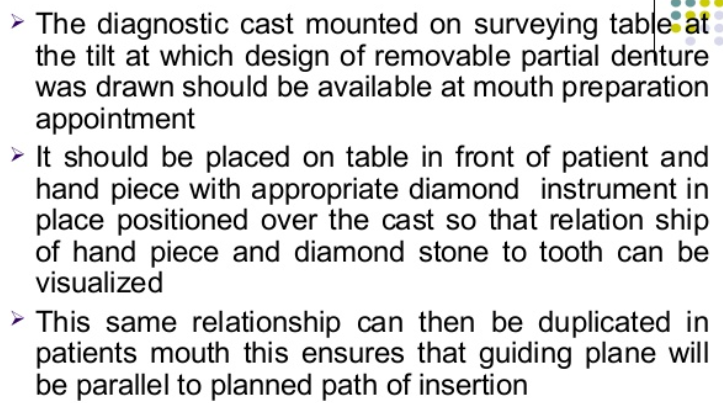 ➢ The diagnostic cast mounted on surveying table at
the tilt at which design of removable partial denture
was drawn should be available at mouth preparation
appointment
➢ It should be placed on table in front of patient and
hand piece with appropriate diamond instrument in
place positioned over the cast so that relation ship
of hand piece and diamond stone to tooth can be
visualized
➢ This same relationship can then be duplicated in
patients mouth this ensures that guiding plane will
be parallel to planned path of insertion